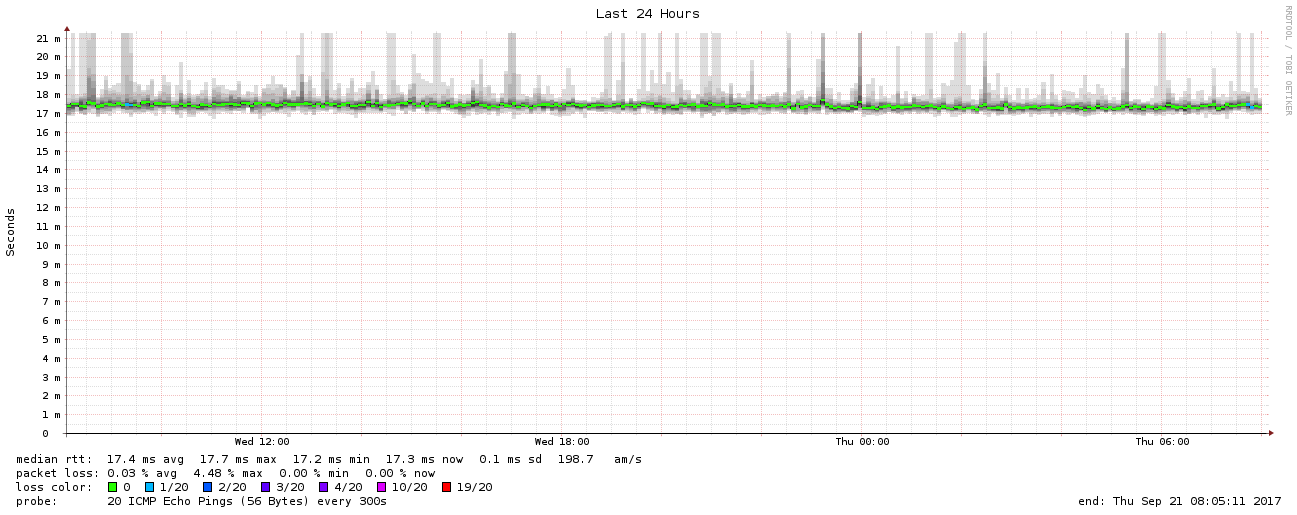 Last 24 Hours
RRDTOOL / TOBI OETIKER
Seconds
21 m
20 m
19 m
18 m
17 m
16 m
15 m
14 m
13 m
12 m
11 m
10 m
9 m
8 m
7 m
6 m
5 m
4 m
3 m
2 m
1 m
0
Wed 12:00 Wed 18:00 Thu 00:00 Thu 06:00
median rtt: 17.4 ms avg 17.7 ms max 17.2 ms min 17.3 ms now 0.1 ms sd 198.7 am/s
packet loss: 0.03 % avg 4.48 % max 0.00 % min 0.00 % now
loss color: 0 1/20 2/20 3/20 4/20 10/20 19/20
probe: 20 ICMP Echo Pings (56 Bytes) every 300s end: Thu Sep 21 08:05:11 2017